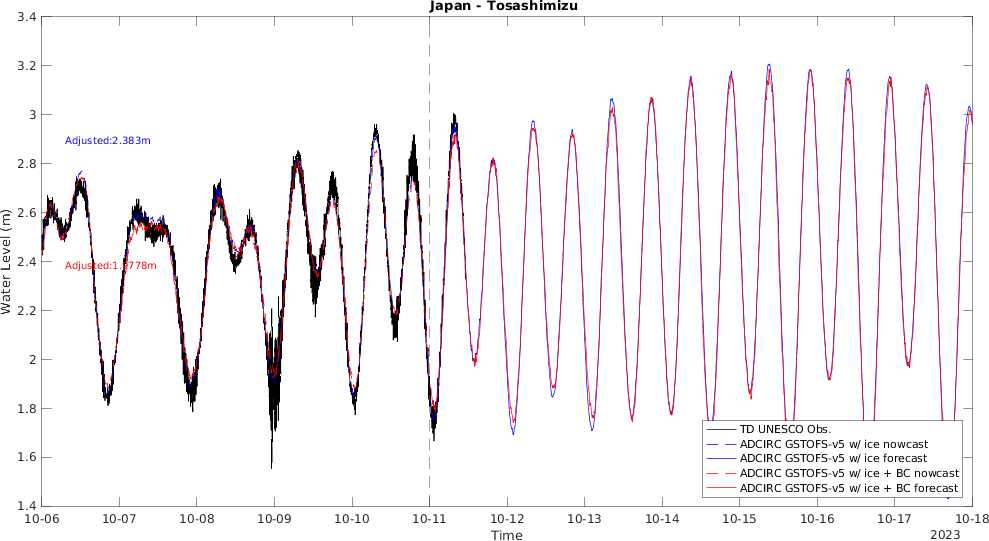 Japan - Tosashimizu
3.4
3.2
3
2.8
2.6
2.4
2.2
2
1.8
1.6
1.4
Water Level (m)
Adjusted:2.383m
Adjusted:1.9778m
TD UNESCO Obs.
ADCIRC GSTOFS-v5 w/ ice nowcast
ADCIRC GSTOFS-v5 w/ ice forecast
ADCIRC GSTOFS-v5 w/ ice + BC nowcast
ADCIRC GSTOFS-v5 w/ ice + BC forecast
10-06 10-07 10-08 10-09 10-10 10-11 10-12 10-13 10-14 10-15 10-16 10-17 10-18
Time
2023